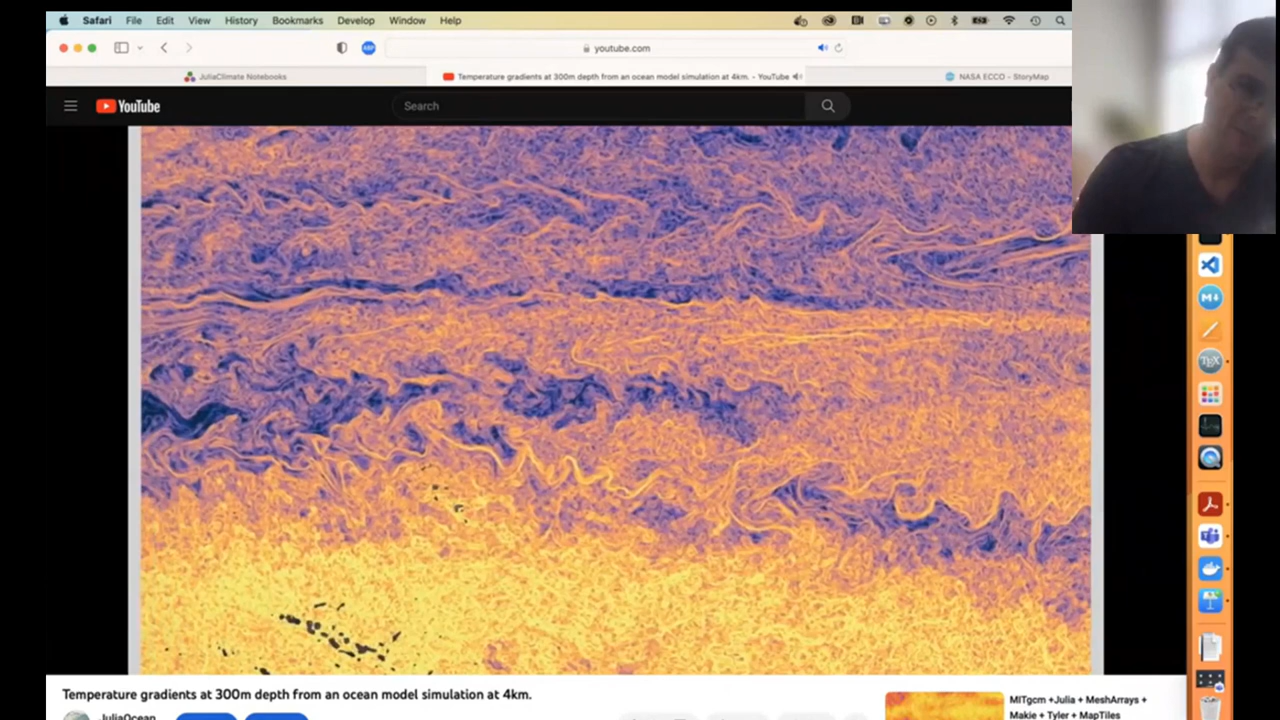 Safari File Edit View History Bookmarks Develop Window Help
ABP
youtube.com
JuliaClimate Notebooks
Temperature gradients at 300m depth from an ocean model simulation at 4km. - YouTube
NASA ECCO - StoryMap
YouTube
Search
M
TEX
Temperature gradients at 300m depth from an ocean model simulation at 4km.
JuliaOcean
MITgcm +Julia + MeshArrays +
Makie + Tyler + MapTiles